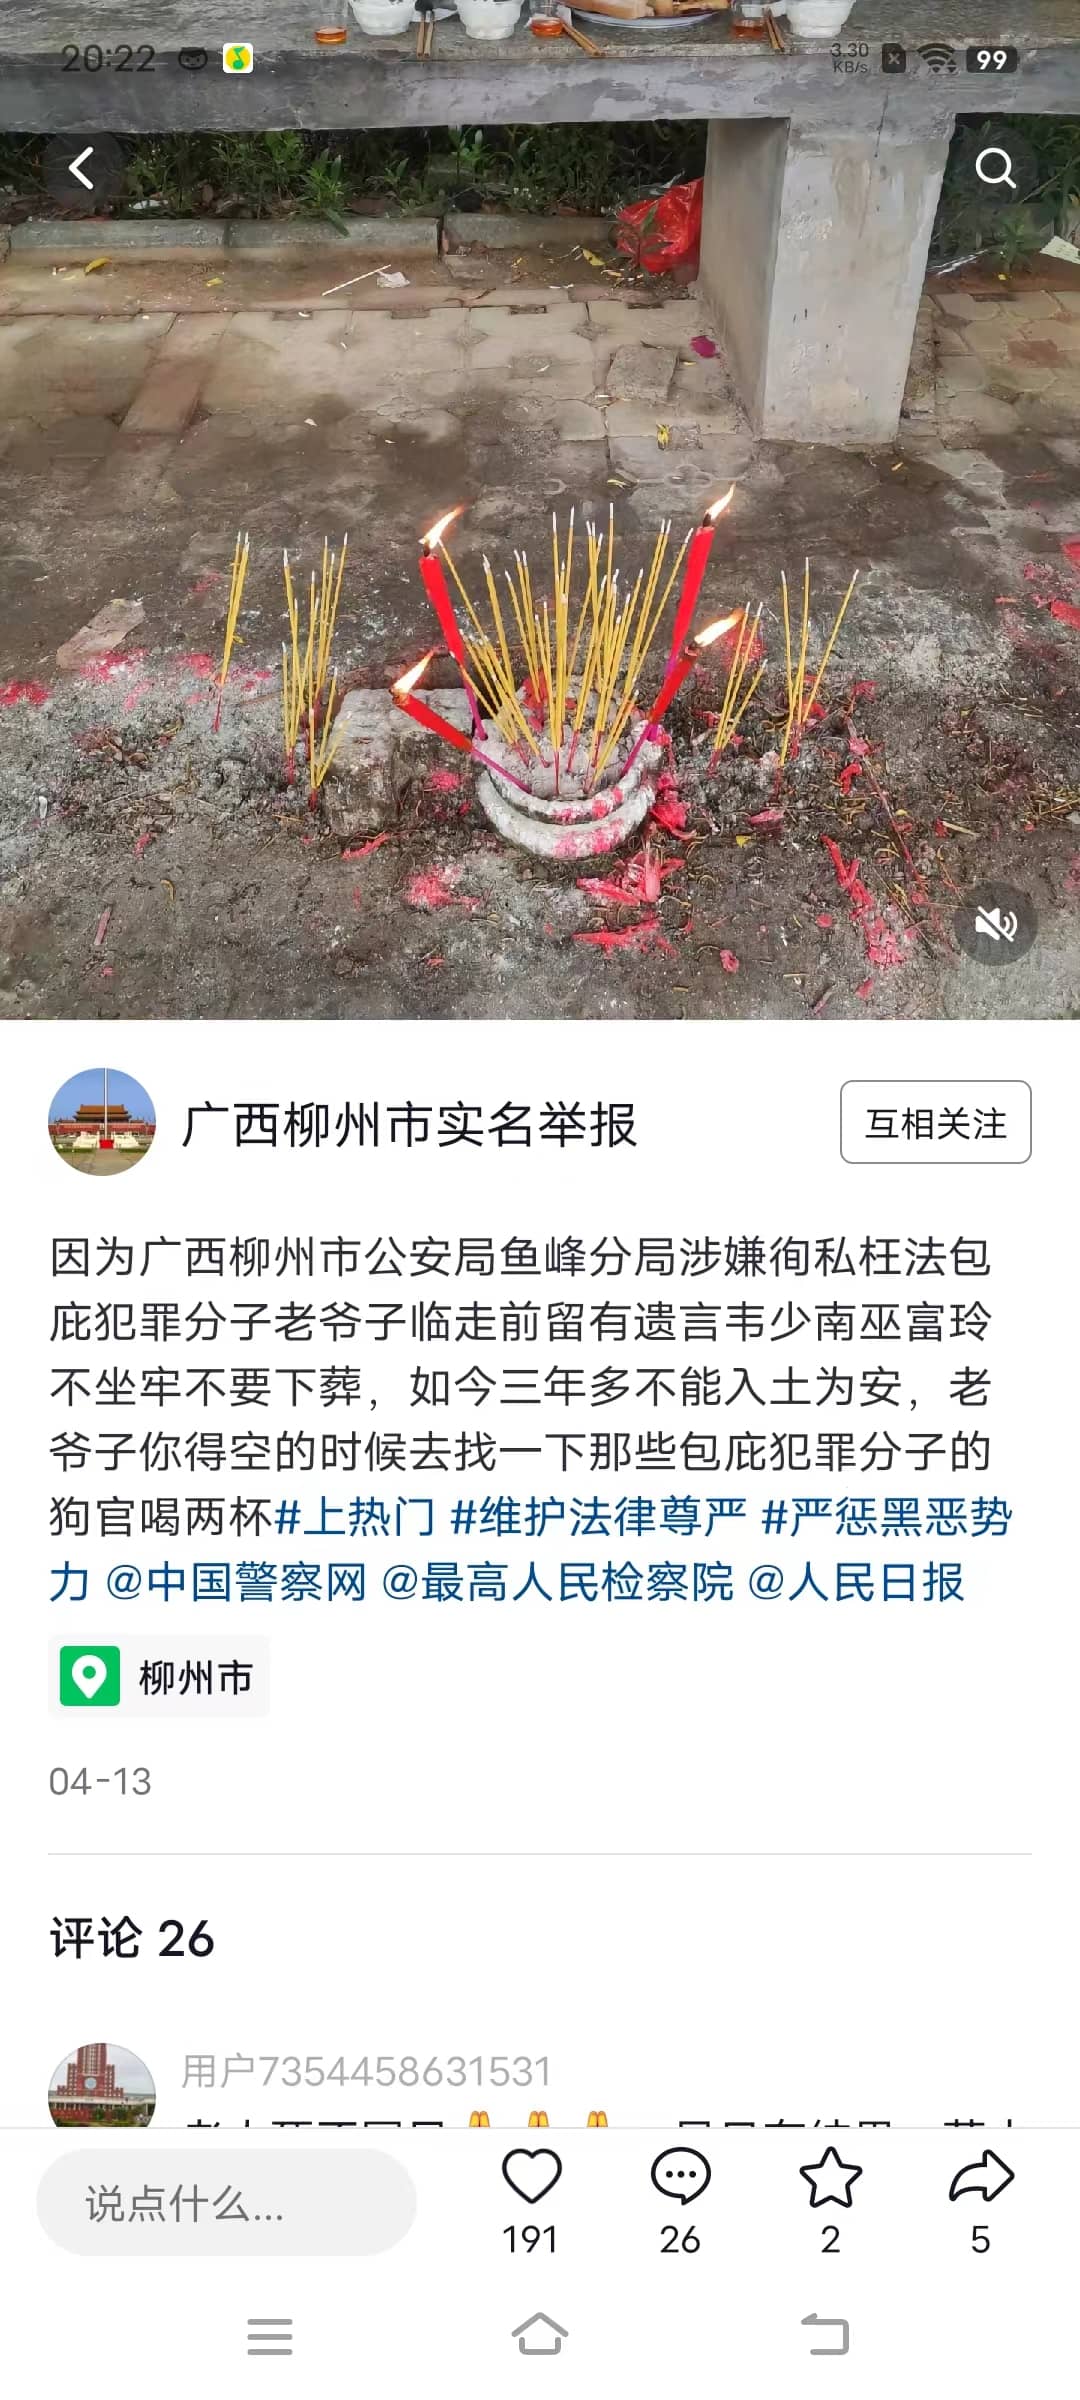 20:22
3.30
KB/s
99
广西柳州市实名举报
互相关注
因为广西柳州市公安局鱼峰分局涉嫌徇私枉法包
庇犯罪分子老爷子临走前留有遗言韦少南巫富玲
不坐牢不要下葬，如今三年多不能入土为安，老
爷子你得空的时候去找一下那些包庇犯罪分子的
狗官喝两杯#上热门 #维护法律尊严 #严惩黑恶势
力 @中国警察网 @最高人民检察院 @人民日报
柳州市
04-13
评论 26
用户7354458631531
说点什么...
191
26
2
5